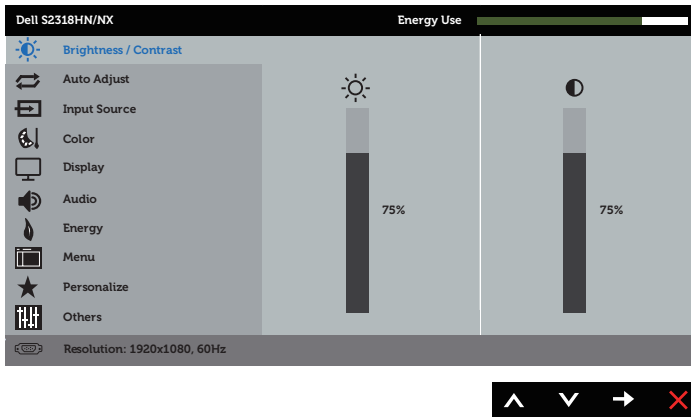 Dell S2318HN/NX
Energy Use
Brightness / Contrast
Auto Adjust
Input Source
Color
Display
Audio
Energy
Menu
Personalize
Others
75%
75%
Resolution: 1920x1080, 60Hz